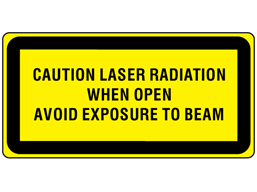 CAUTION LASER RADIATION
WHEN OPEN
AVOID EXPOSURE TO BEAM